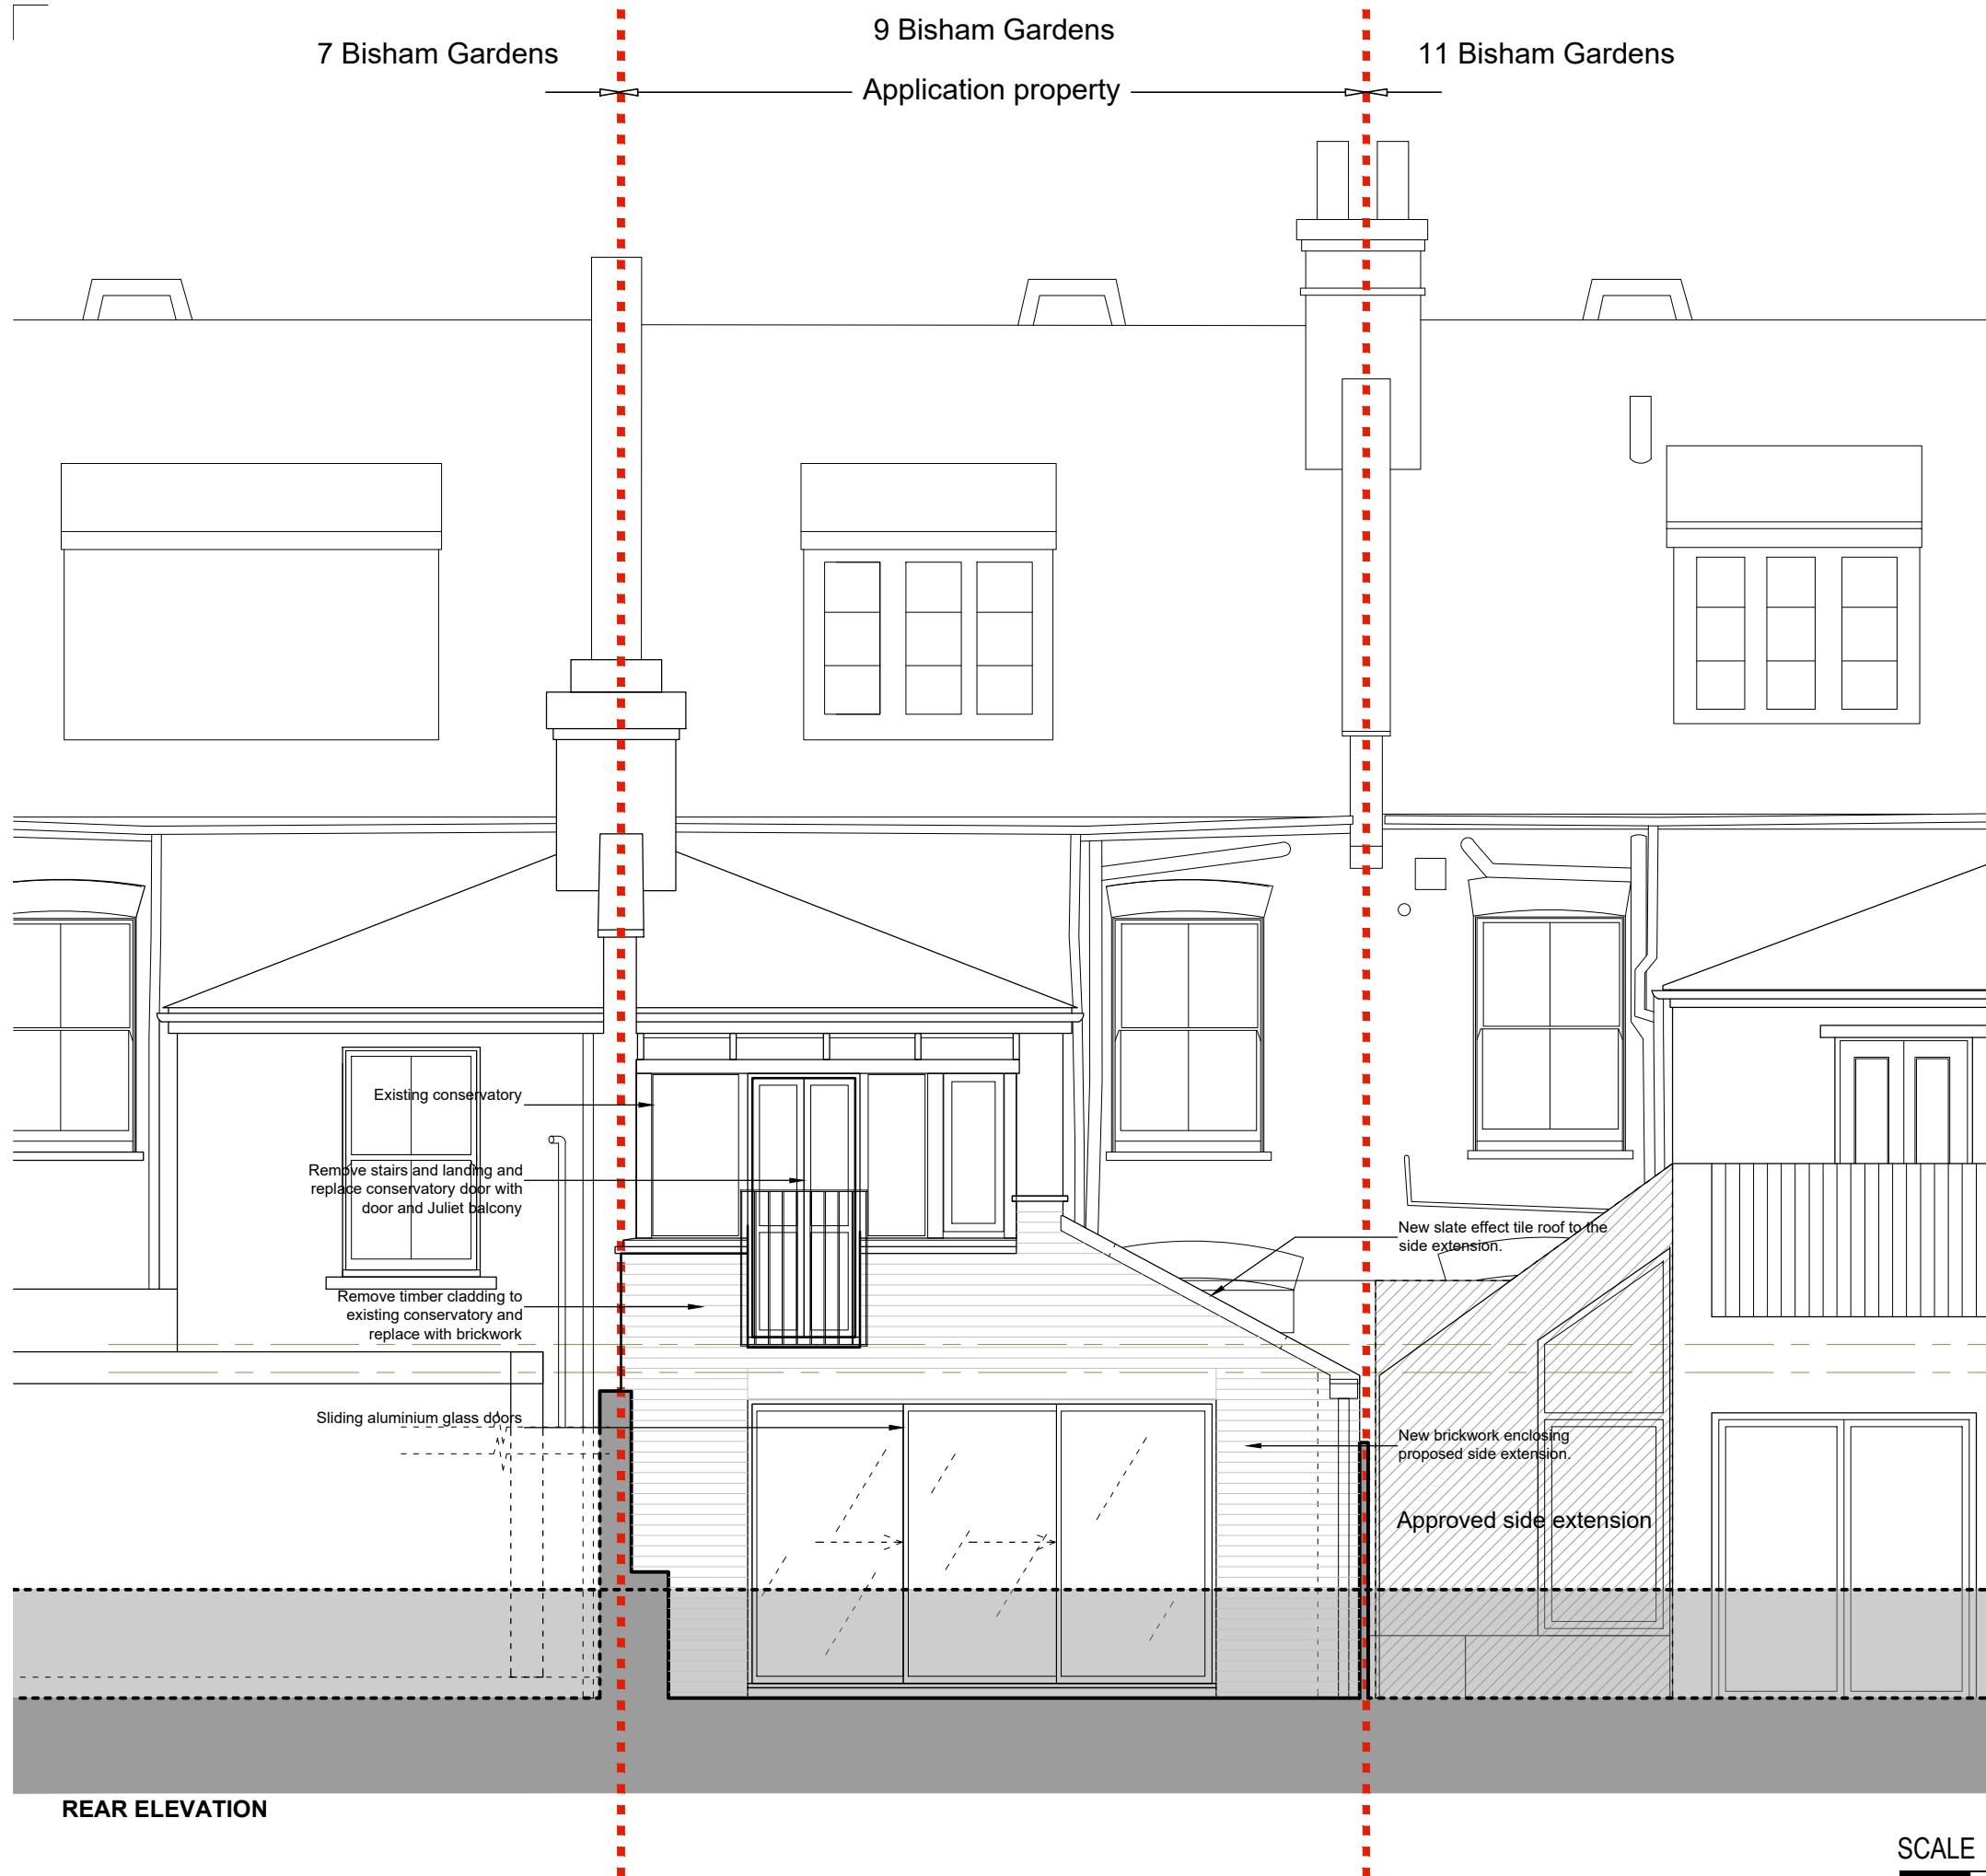 7 Bisham Gardens
9 Bisham Gardens
11 Bisham Gardens
Application property
Existing conservatory
Remove stairs and landing and
replace conservatory door with
door and Juliet balcony
New slate effect tile roof to the
side extension.
Remove timber cladding to
existing conservatory and
replace with brickwork
Sliding aluminium glass doors
New brickwork enclosing
proposed side extension.
Approved side extension
REAR ELEVATION
SCALE